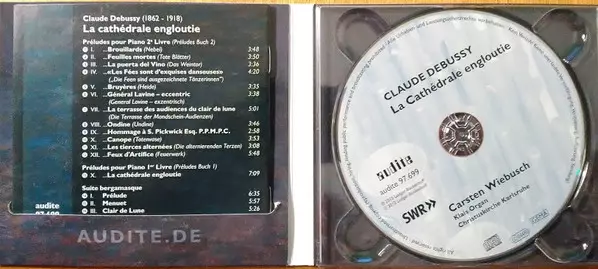 Claude Debussy (1862 - 1918)
La cathédrale engloutie
Préludes pour Piano 2e Livre (Préludes Buch 2)
I. ...Brouillards (Nebel) 3:48
II. ...Feuilles mortes (Tote Blätter) 3:50
III. ...La puerta del Vino (Das Weintor) 3:36
IV. ...«Les Fées sont d'exquises danseuses» 4:20
(„Die Feen sind ausgezeichnete Tänzerinnen")
V. ...Bruyères (Heide) 3:35
VI. ...Général Lavine – eccentric 3:38
(General Lavine – exzentrisch)
VII. ...La terrasse des audiences du clair de lune 5:01
(Die Terrasse der Mondschein-Audienzen)
VIII. ...Ondine (Undine) 3:46
IX. ...Hommage à S. Pickwick Esq. P.P.M.P.C. 2:58
X. ...Canope (Totenvase) 3:53
XI. ...Les tierces alternées (Die alternierenden Terzen) 3:08
XII. ...Feux d'Artifice (Feuerwerk) 5:48
Préludes pour Piano 1er Livre (Préludes Buch 1)
X. ...La cathédrale engloutie 7:09
Suite bergamasque
I. Prélude 6:35
II. Menuet 5:57
III. Clair de Lune 5:26
audite
97.699
AUDITE.DE
CLAUDE DEBUSSY
La Cathédrale engloutie
audite
audite 97.699
SWR»
Carsten Wiebusch
Klais-Organ
Christuskirche Karlsruhe
GEMA